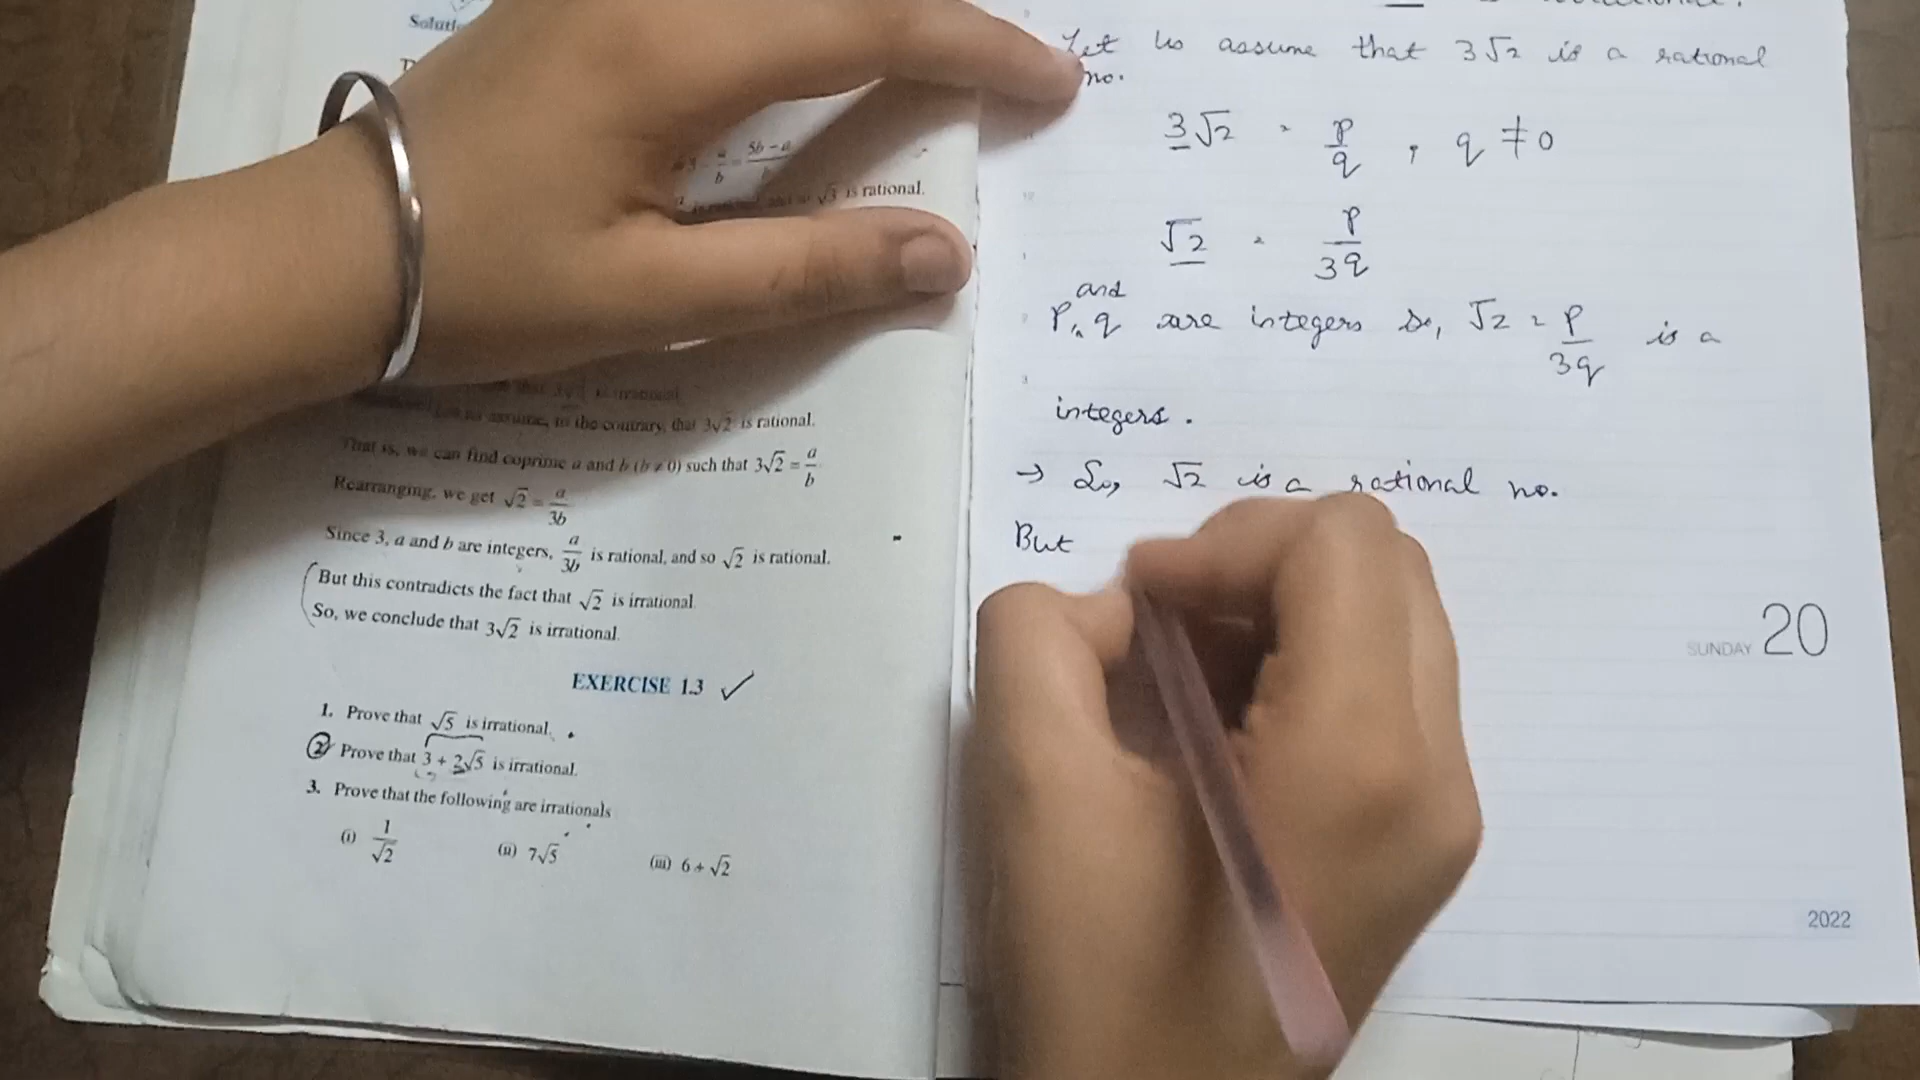 5b - a
b
b
√3 is rational.
that 3√2 is rational.
That is, we can find coprime a and b (b ≠ 0) such that 3√2 = a/b
Rearranging, we get √2 = a/3b
Since 3, a and b are integers, a/3b is rational, and so √2 is rational.
But this contradicts the fact that √2 is irrational.
So, we conclude that 3√2 is irrational.
EXERCISE 1.3 ✓
1. Prove that √5 is irrational.
2. Prove that 3 + 2√5 is irrational.
3. Prove that the following are irrationals
(i) 1/√2 (ii) 7√5 (iii) 6 + √2
Let us assume that 3√2 is a rational
no.
3√2 = p/q , q ≠ 0
√2 = p/3q
and
P, q are integers So, √2 = P/3q is a
integers.
→ So, √2 is a rational no.
But
SUNDAY 20
2022